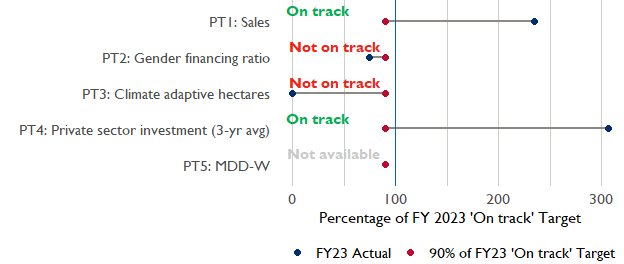 On track
PT1: Sales
Not on track
PT2: Gender financing ratio
Not on track
PT3: Climate adaptive hectares
On track
PT4: Private sector investment (3-yr avg)
Not available
PT5: MDD-W
0 100 200 300
Percentage of FY 2023 'On track' Target
FY23 Actual 90% of FY23 'On track' Target